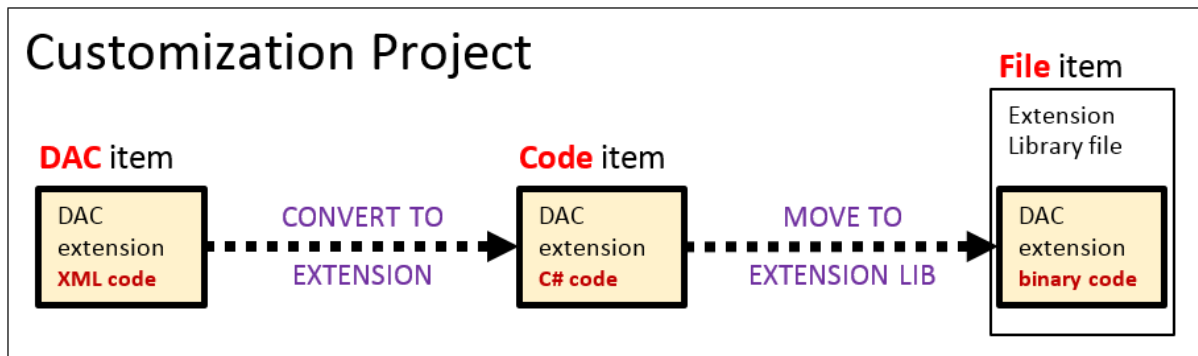 Customization Project
File item
Extension
Library file
DAC item
Code item
DAC
extension
XML code
CONVERT TO
EXTENSION
DAC
extension
C# code
MOVE TO
EXTENSION LIB
DAC
extension
binary code